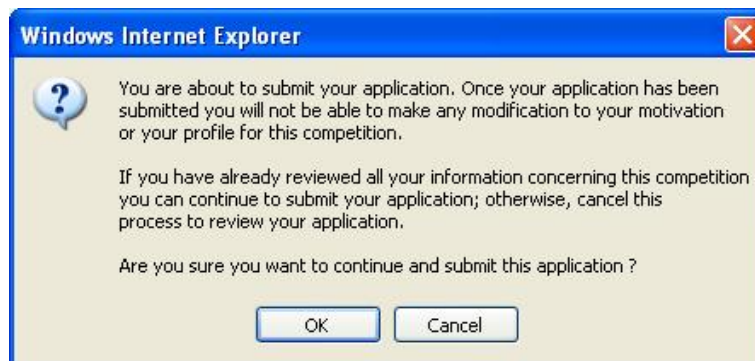 Windows Internet Explorer
You are about to submit your application. Once your application has been
submitted you will not be able to make any modification to your motivation
or your profile for this competition.
If you have already reviewed all your information concerning this competition
you can continue to submit your application; otherwise, cancel this
process to review your application.
Are you sure you want to continue and submit this application ?
OK Cancel